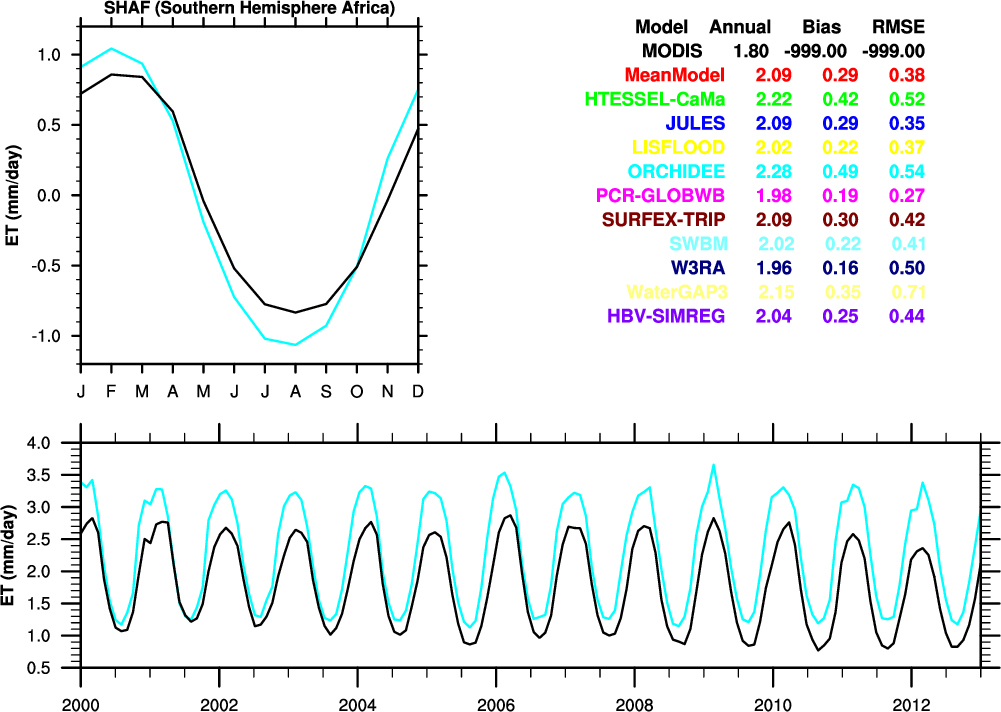 SHAF (Southern Hemisphere Africa)
Model Annual Bias RMSE
MODIS 1.80 -999.00 -999.00
MeanModel 2.09 0.29 0.38
HTESSEL-CaMa 2.22 0.42 0.52
JULES 2.09 0.29 0.35
LISFLOOD 2.02 0.22 0.37
ORCHIDEE 2.28 0.49 0.54
PCR-GLOBWB 1.98 0.19 0.27
SURFEX-TRIP 2.09 0.30 0.42
SWBM 2.02 0.22 0.41
W3RA 1.96 0.16 0.50
WaterGAP3 2.15 0.35 0.71
HBV-SIMREG 2.04 0.25 0.44
ET (mm/day)
1.0
0.5
0.0
-0.5
-1.0
J F M A M J J A S O N D
ET (mm/day)
4.0
3.5
3.0
2.5
2.0
1.5
1.0
0.5
2000 2002 2004 2006 2008 2010 2012